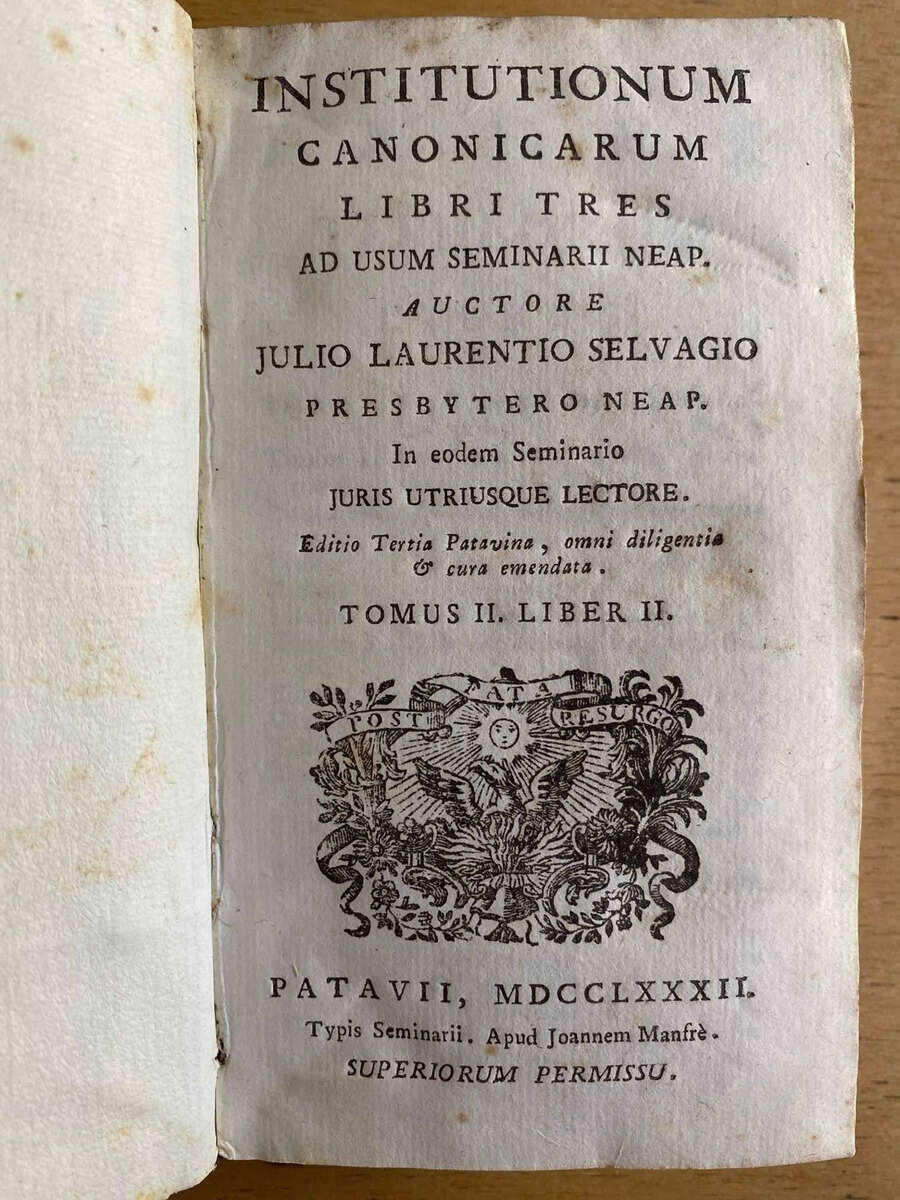 INSTITUTIONUM
CANONICARUM
LIBRI TRES
AD USUM SEMINARII NEAP.
AUCTORE
JULIO LAURENTIO SELVAGIO
PRESBYTERO NEAP.
In eodem Seminario
JURIS UTRIUSQUE LECTORE.
Editio Tertia Patavina, omni diligentia
& cura emendata.
TOMUS II. LIBER II.
POST FATA RESURGO
PATAVII, MDCCLXXXII.
Typis Seminarii. Apud Joannem Manfrè.
SUPERIORUM PERMISSU.